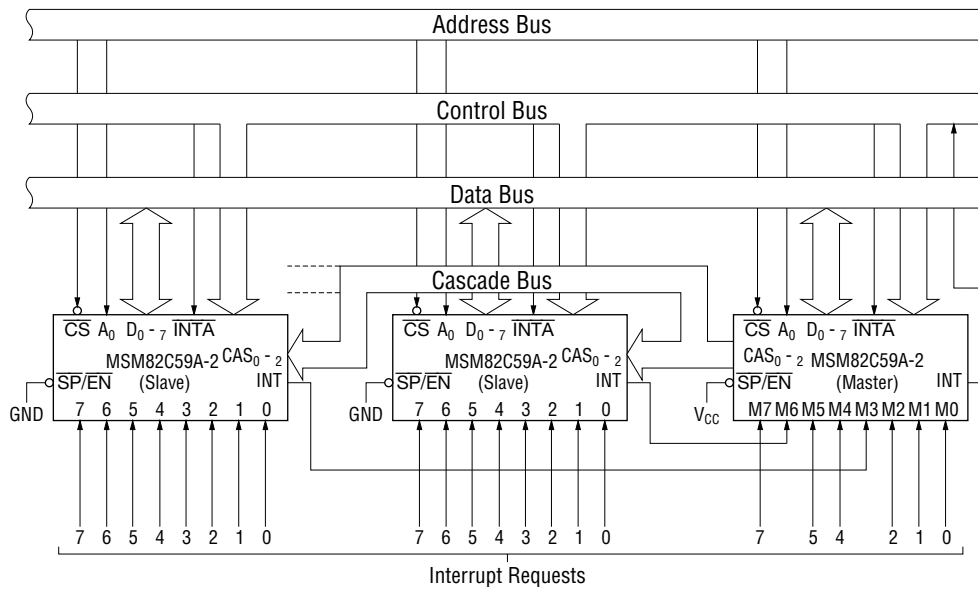 Address Bus
Control Bus
Data Bus
Cascade Bus
CS A0 D0 - 7 INTA
MSM82C59A-2 CAS0 - 2
SP/EN (Slave) INT
GND
7 6 5 4 3 2 1 0
7 6 5 4 3 2 1 0
CS A0 D0 - 7 INTA
MSM82C59A-2 CAS0 - 2
SP/EN (Slave) INT
GND
7 6 5 4 3 2 1 0
7 6 5 4 3 2 1 0
CS A0 D0 - 7 INTA
CAS0 - 2 MSM82C59A-2
SP/EN (Master) INT
VCC
M7 M6 M5 M4 M3 M2 M1 M0
7 5 4 2 1 0
Interrupt Requests